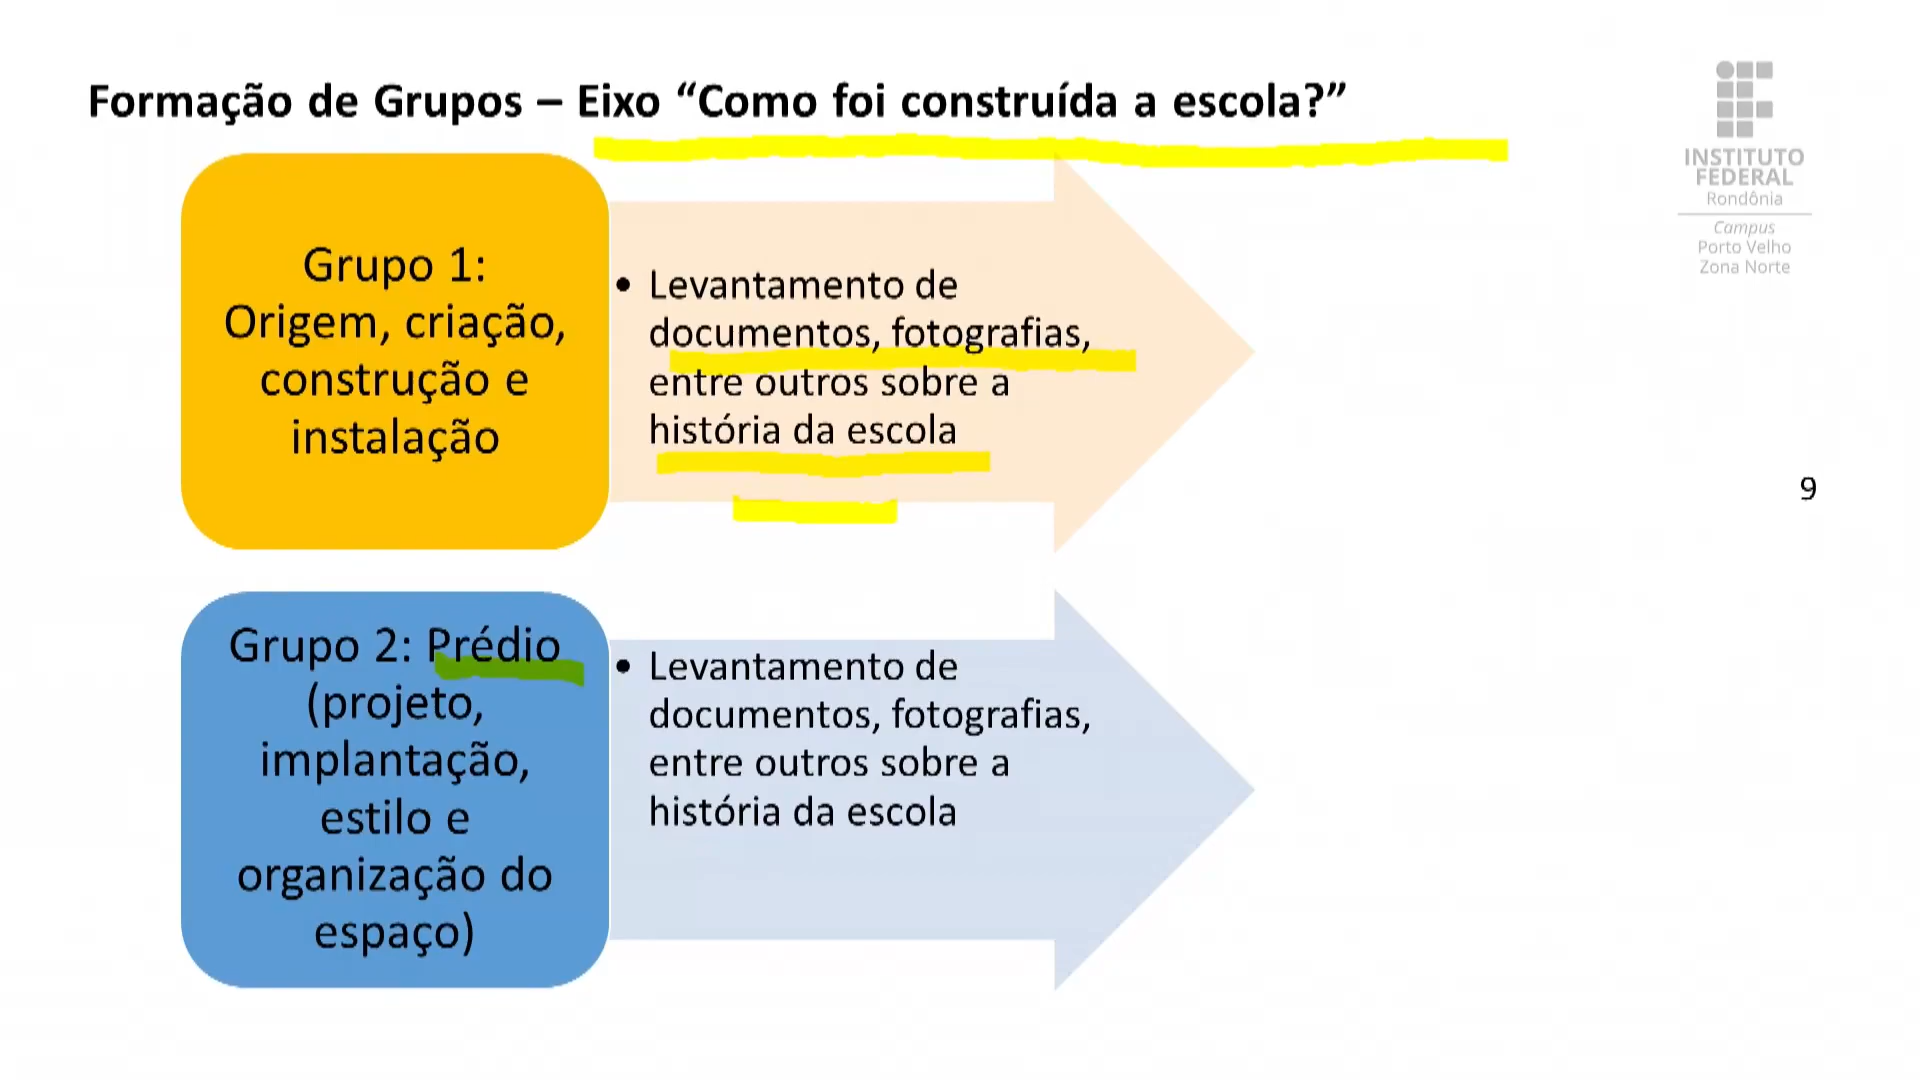 Formação de Grupos – Eixo “Como foi construída a escola?”
INSTITUTO
FEDERAL
Rondônia
Campus
Porto Velho
Zona Norte
Grupo 1:
Origem, criação,
construção e
instalação
• Levantamento de
documentos, fotografias,
entre outros sobre a
história da escola
9
Grupo 2: Prédio
(projeto,
implantação,
estilo e
organização do
espaço)
• Levantamento de
documentos, fotografias,
entre outros sobre a
história da escola